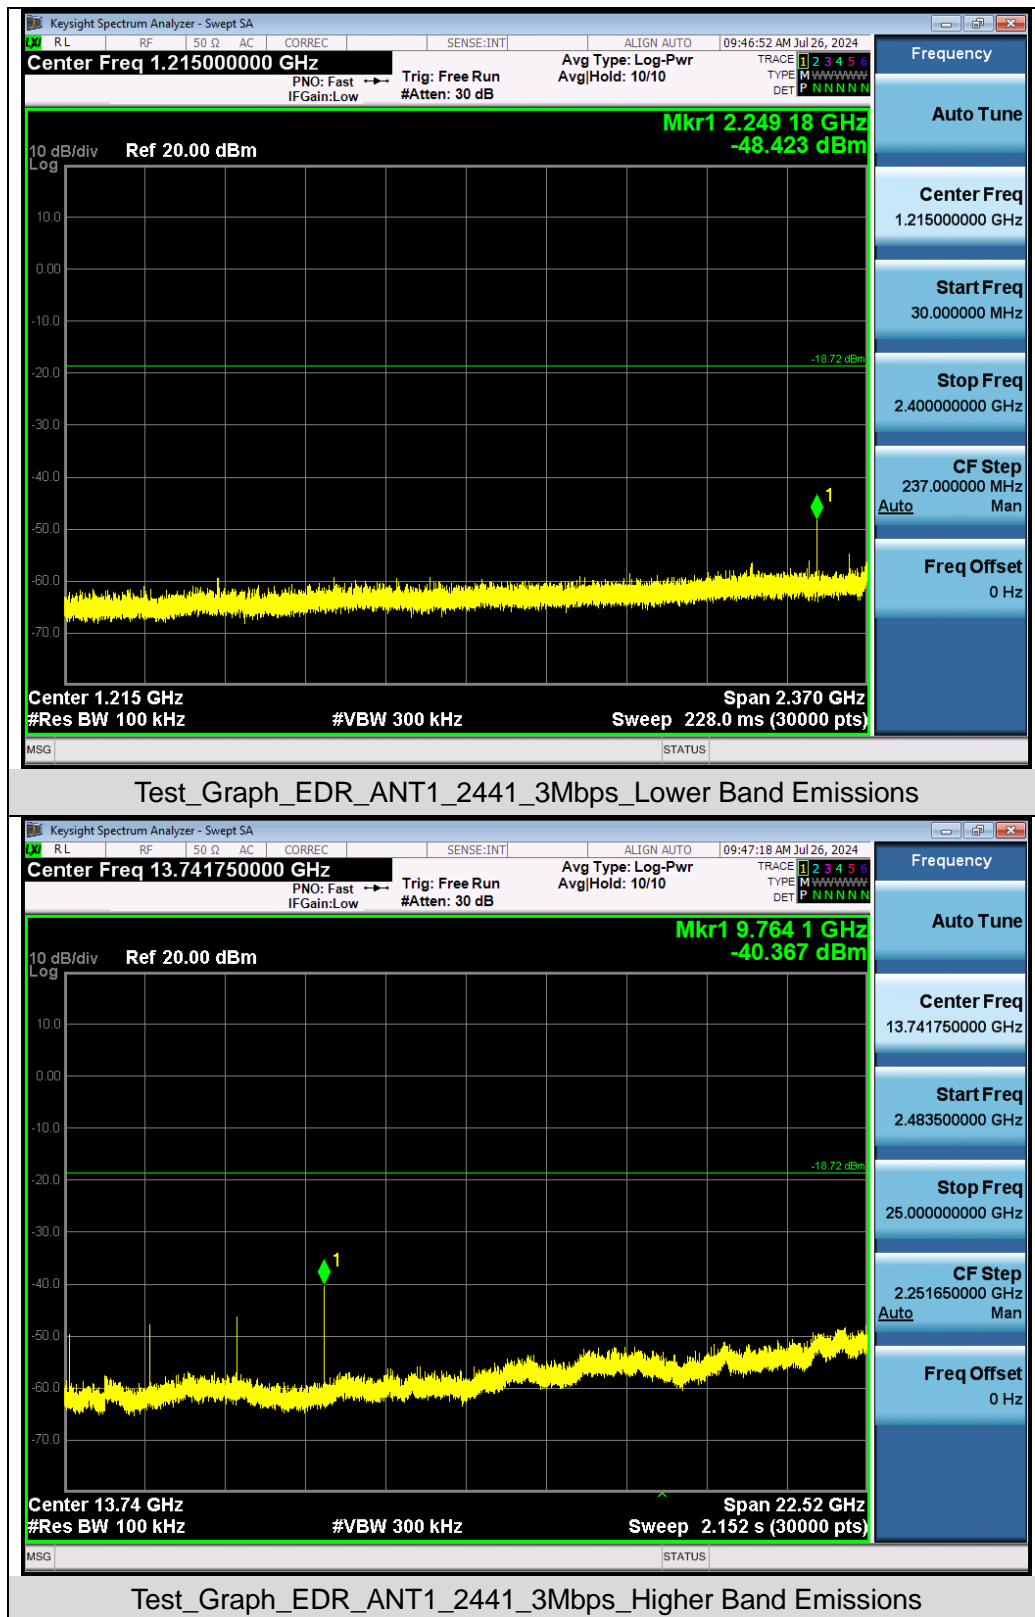 Keysight Spectrum Analyzer - Swept SA
LXI RL RF 50 Ω AC CORREC SENSE:INT ALIGN AUTO 09:46:52 AM Jul 26, 2024
Center Freq 1.215000000 GHz
PNO: Fast
IFGain:Low
Trig: Free Run
#Atten: 30 dB
Avg Type: Log-Pwr
Avg|Hold: 10/10
TRACE 1 2 3 4 5 6
TYPE M W W W W W
DET P N N N N N
Mkr1 2.249 18 GHz
-48.423 dBm
10 dB/div Ref 20.00 dBm
Log
10.0
0.00
-10.0
-18.72 dBm
-20.0
-30.0
-40.0
1
-50.0
-60.0
-70.0
Center 1.215 GHz Span 2.370 GHz
#Res BW 100 kHz #VBW 300 kHz Sweep 228.0 ms (30000 pts)
MSG STATUS
Frequency
Auto Tune
Center Freq
1.215000000 GHz
Start Freq
30.000000 MHz
Stop Freq
2.400000000 GHz
CF Step
237.000000 MHz
Auto Man
Freq Offset
0 Hz
Test_Graph_EDR_ANT1_2441_3Mbps_Lower Band Emissions
Keysight Spectrum Analyzer - Swept SA
LXI RL RF 50 Ω AC CORREC SENSE:INT ALIGN AUTO 09:47:18 AM Jul 26, 2024
Center Freq 13.741750000 GHz
PNO: Fast
IFGain:Low
Trig: Free Run
#Atten: 30 dB
Avg Type: Log-Pwr
Avg|Hold: 10/10
TRACE 1 2 3 4 5 6
TYPE M W W W W W
DET P N N N N N
Mkr1 9.764 1 GHz
-40.367 dBm
10 dB/div Ref 20.00 dBm
Log
10.0
0.00
-10.0
-18.72 dBm
-20.0
-30.0
1
-40.0
-50.0
-60.0
-70.0
Center 13.74 GHz Span 22.52 GHz
#Res BW 100 kHz #VBW 300 kHz Sweep 2.152 s (30000 pts)
MSG STATUS
Frequency
Auto Tune
Center Freq
13.741750000 GHz
Start Freq
2.483500000 GHz
Stop Freq
25.000000000 GHz
CF Step
2.251650000 GHz
Auto Man
Freq Offset
0 Hz
Test_Graph_EDR_ANT1_2441_3Mbps_Higher Band Emissions